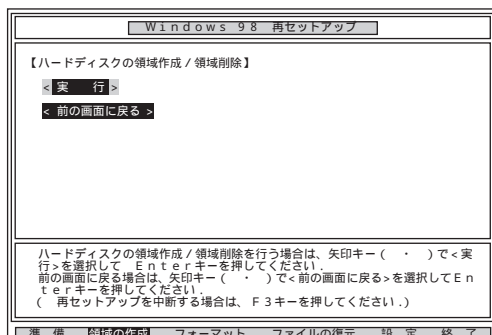 Windows 98 再セットアップ
【ハードディスクの領域作成/領域削除】
<実　　行>
< 前の画面に戻る >
ハードディスクの領域作成/領域削除を行う場合は、矢印キー(　・　)で<実
行>を選択して　Enterキーを押してください.
前の画面に戻る場合は、矢印キー(　・　)で<前の画面に戻る>を選択してEn
terキーを押してください.
(　再セットアップを中断する場合は、F3キーを押してください.)
準　備　領域の作成　フォーマット　ファイルの復元　設　定　終　了